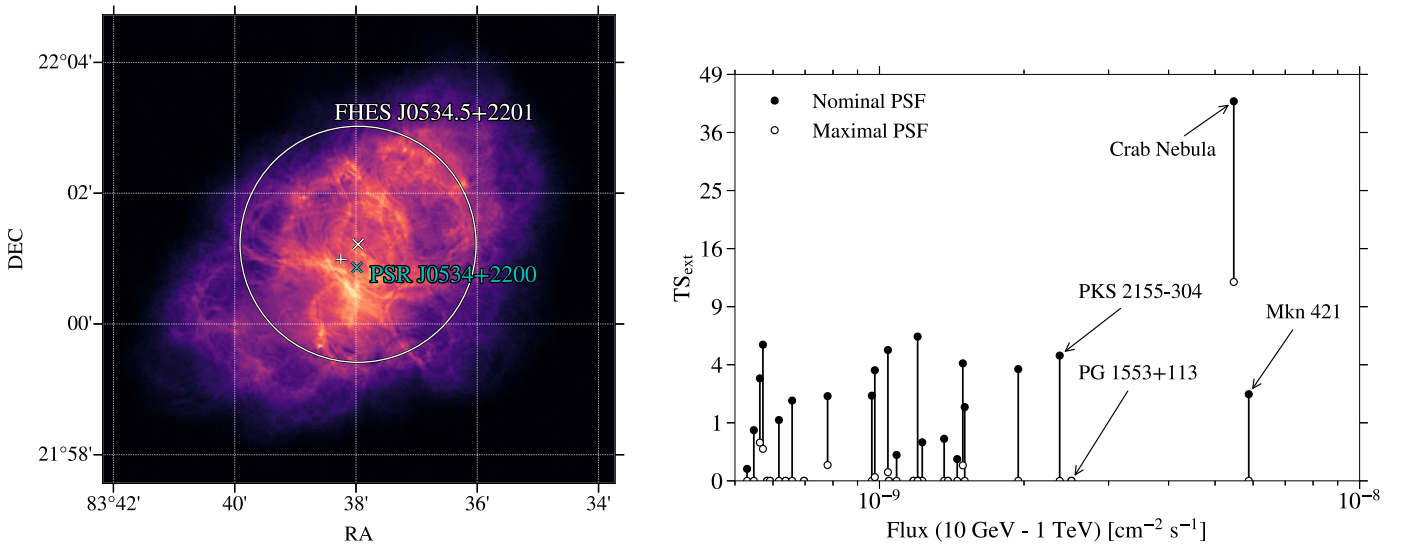 22°04'
02'
00'
21°58'
DEC
FHES J0534.5+2201
PSR J0534+2200
83°42'
40'
38'
36'
34'
RA
49
36
25
16
9
4
1
0
TS_ext
Nominal PSF
Maximal PSF
Crab Nebula
PKS 2155-304
Mkn 421
PG 1553+113
10⁻⁹
10⁻⁸
Flux (10 GeV - 1 TeV) [cm⁻² s⁻¹]